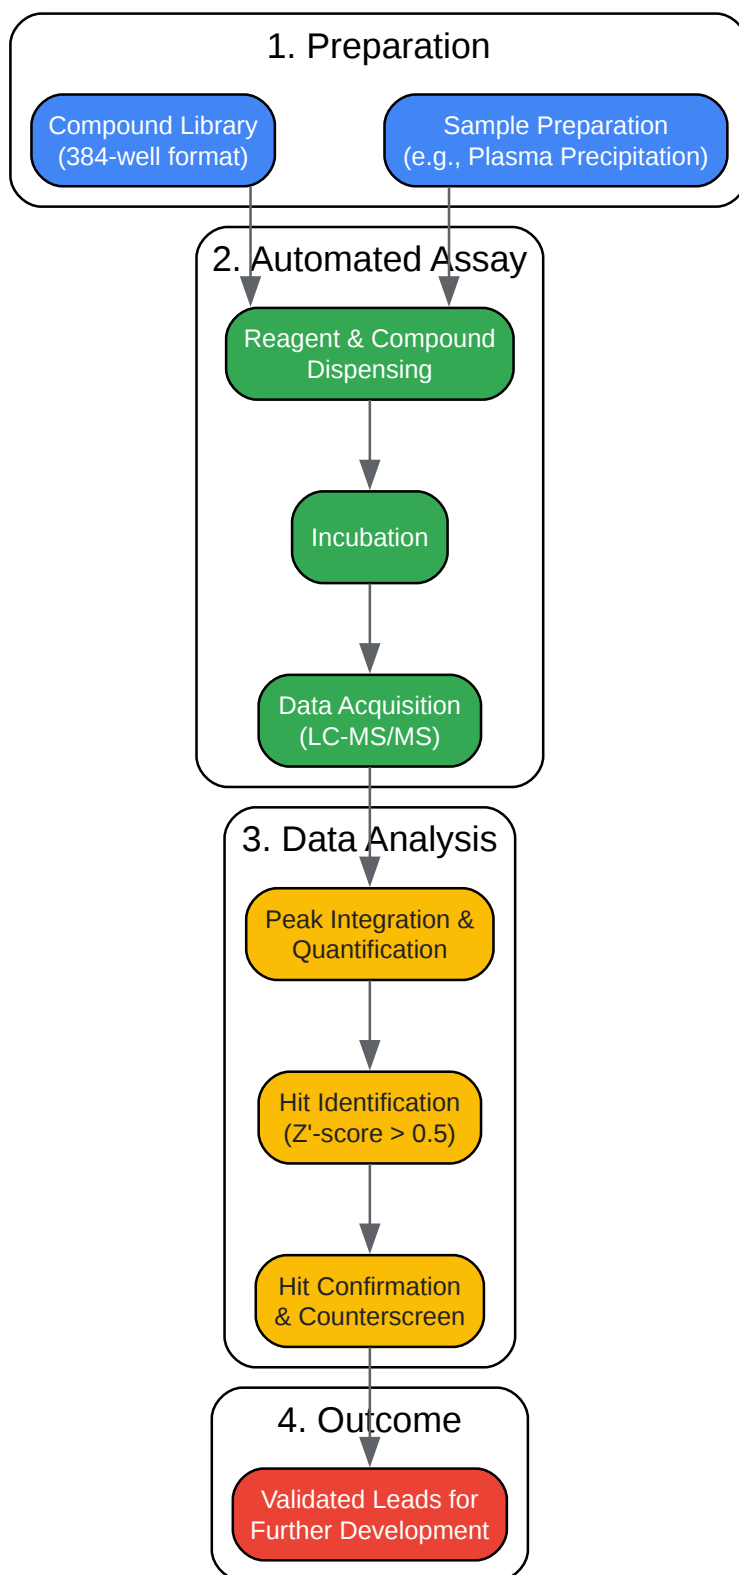 1. Preparation
Compound Library
(384-well format)
Sample Preparation
(e.g., Plasma Precipitation)
2. Automated Assay
Reagent & Compound
Dispensing
Incubation
Data Acquisition
(LC-MS/MS)
3. Data Analysis
Peak Integration &
Quantification
Hit Identification
(Z'-score > 0.5)
Hit Confirmation
& Counterscreen
4. Outcome
Validated Leads for
Further Development